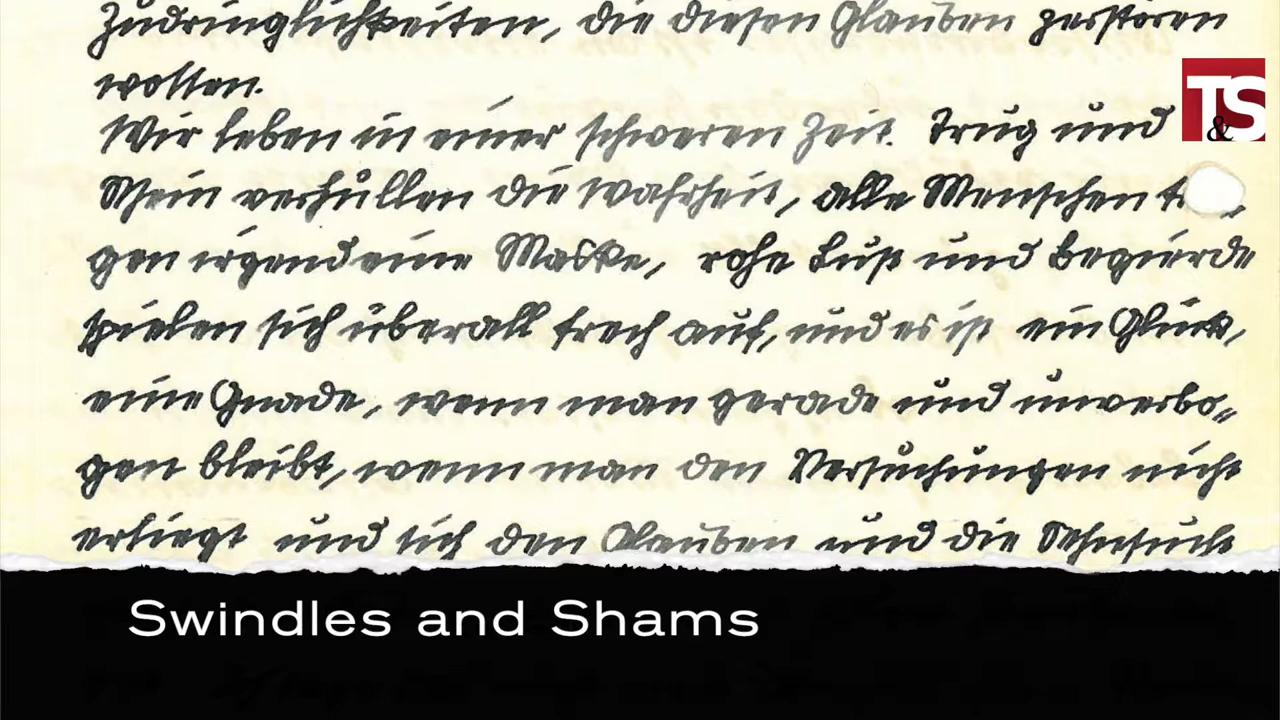 Zudringlichkeiten, die diesen Glauben zerstören
wollen.
Wir leben in einer schweren Zeit. Trug und
Schein verhüllen die Wahrheit, alle Menschen t
gen irgendeine Maske, rohe Lust und Begierde
spielen sich überall frech auf, und es ist ein Glück,
eine Gnade, wenn man gerade und unverbo-
gen bleibt, wenn man den Versuchungen nicht
erliegt und sich den Glauben und die Sehnsucht
T&S
Swindles and Shams